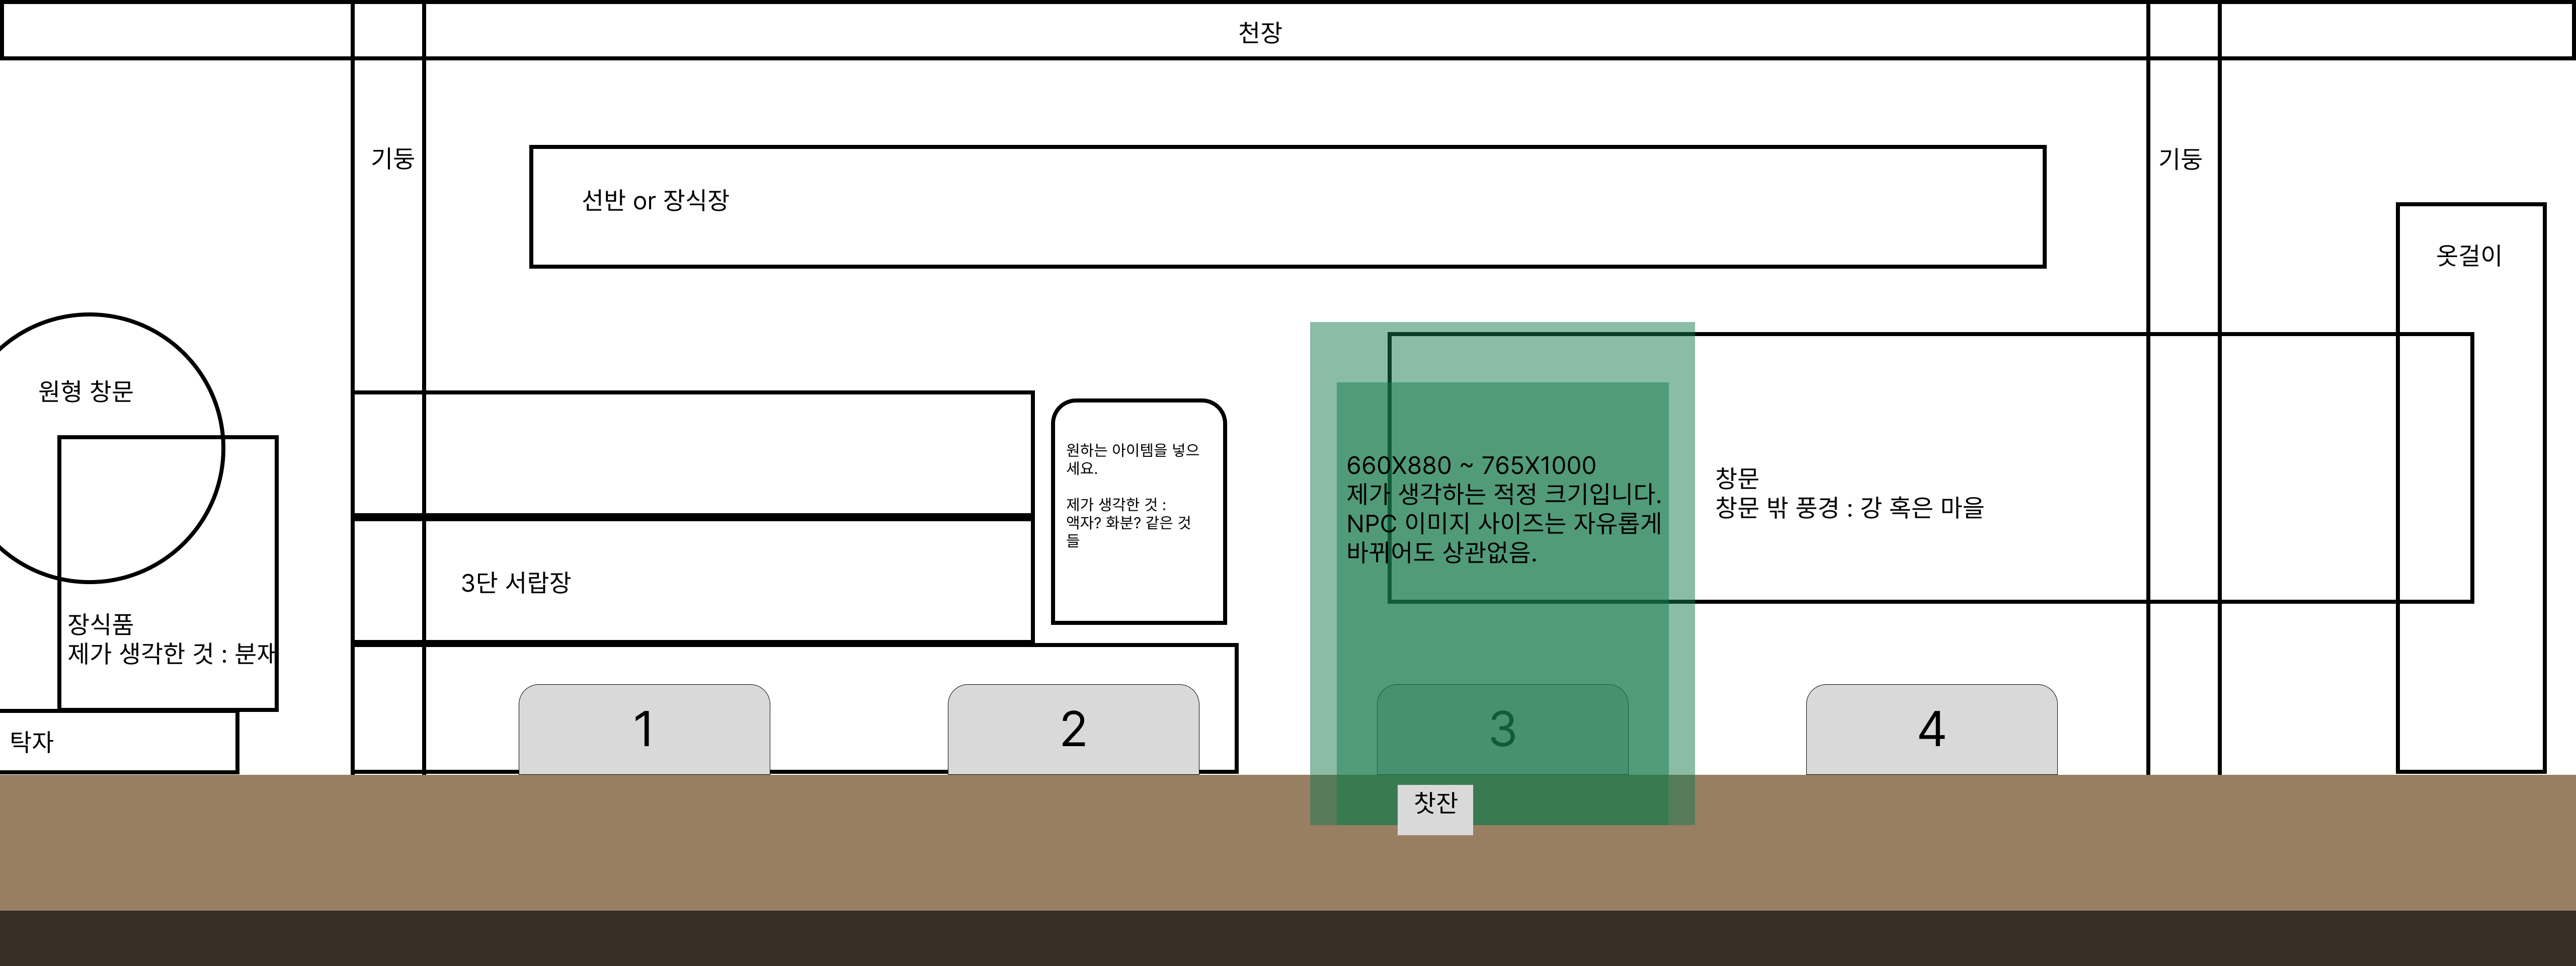 천장
기둥
기둥
선반 or 장식장
옷걸이
원형 창문
원하는 아이템을 넣으
세요.
제가 생각한 것 :
액자? 화분? 같은 것
들
660X880 ~ 765X1000
제가 생각하는 적정 크기입니다.
NPC 이미지 사이즈는 자유롭게
바뀌어도 상관없음.
창문
창문 밖 풍경 : 강 혹은 마을
3단 서랍장
장식품
제가 생각한 것 : 분재
탁자
1
2
3
4
찻잔